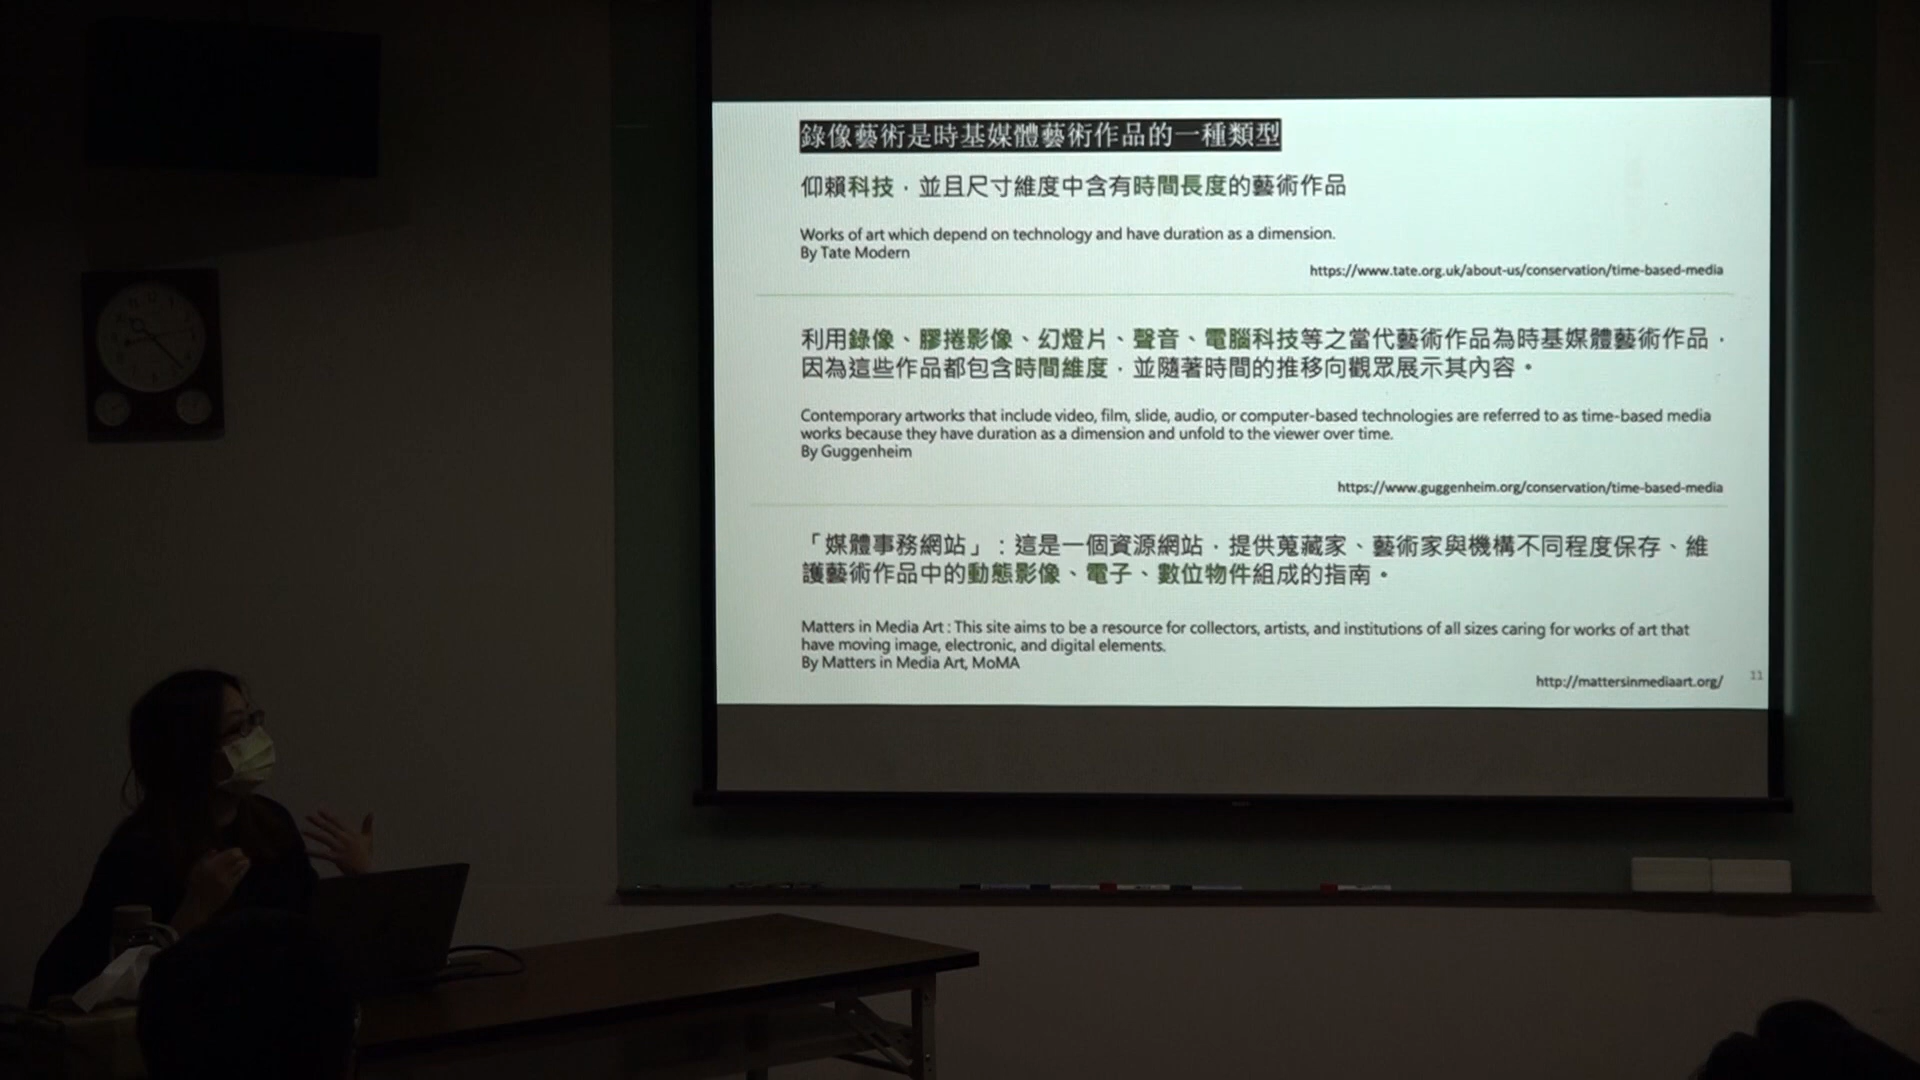 錄像藝術是時基媒體藝術作品的一種類型
仰賴科技，並且尺寸維度中含有時間長度的藝術作品
Works of art which depend on technology and have duration as a dimension.
By Tate Modern
https://www.tate.org.uk/about-us/conservation/time-based-media
利用錄像、膠捲影像、幻燈片、聲音、電腦科技等之當代藝術作品為時基媒體藝術作品，
因為這些作品都包含時間維度，並隨著時間的推移向觀眾展示其內容。
Contemporary artworks that include video, film, slide, audio, or computer-based technologies are referred to as time-based media
works because they have duration as a dimension and unfold to the viewer over time.
By Guggenheim
https://www.guggenheim.org/conservation/time-based-media
「媒體事務網站」：這是一個資源網站，提供蒐藏家、藝術家與機構不同程度保存、維
護藝術作品中的動態影像、電子、數位物件組成的指南。
Matters in Media Art : This site aims to be a resource for collectors, artists, and institutions of all sizes caring for works of art that
have moving image, electronic, and digital elements.
By Matters in Media Art, MoMA
http://mattersinmediaart.org/
11